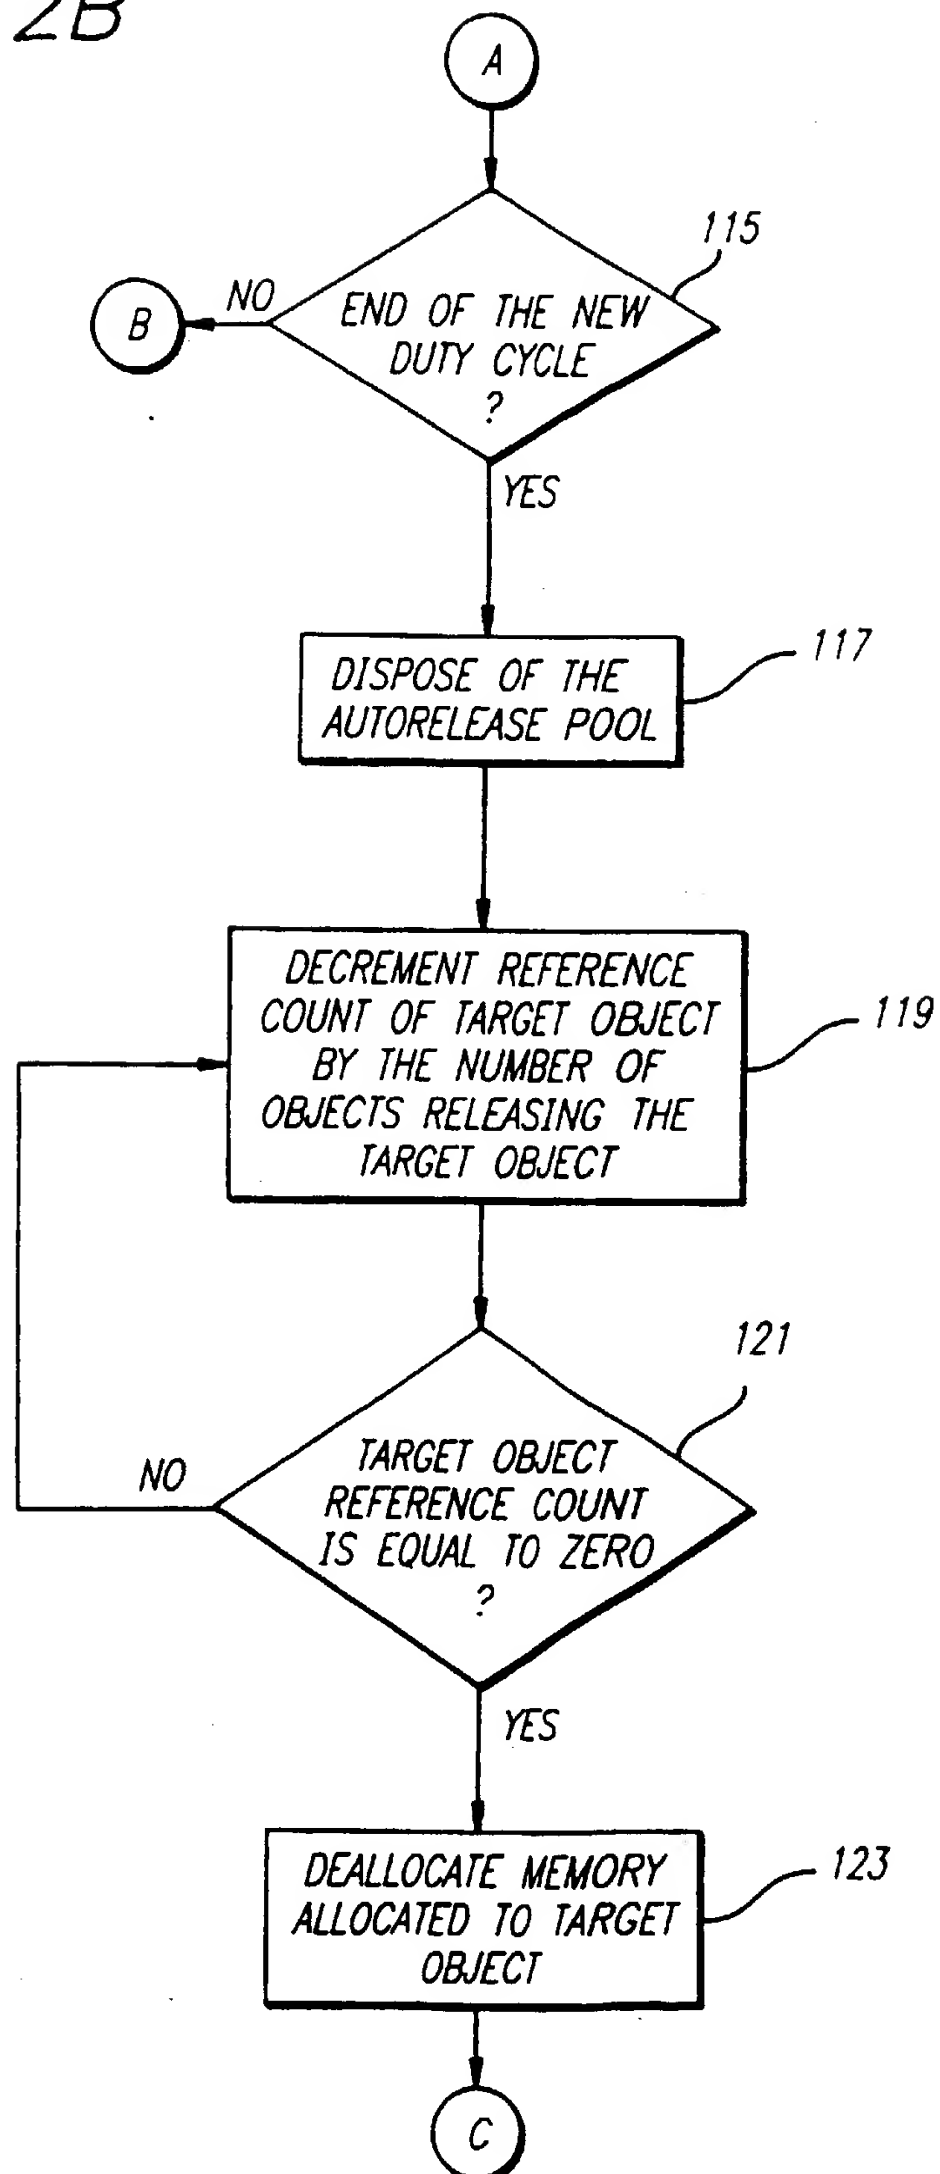 2B
A
115
NO
B
END OF THE NEW
DUTY CYCLE
?
YES
117
DISPOSE OF THE
AUTORELEASE POOL
DECREMENT REFERENCE
COUNT OF TARGET OBJECT
BY THE NUMBER OF
OBJECTS RELEASING THE
TARGET OBJECT
119
121
NO
TARGET OBJECT
REFERENCE COUNT
IS EQUAL TO ZERO
?
YES
123
DEALLOCATE MEMORY
ALLOCATED TO TARGET
OBJECT
C